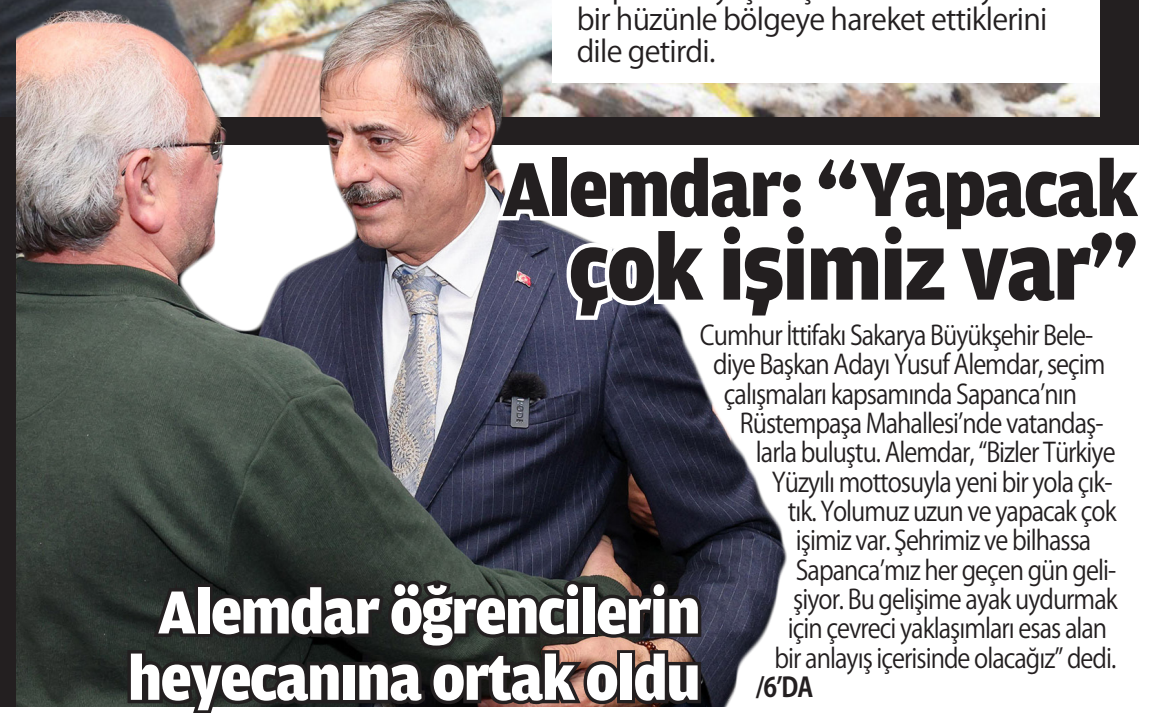 bir hüzünle bölgeye hareket ettiklerini
dile getirdi.
Alemdar: “Yapacak
çok işimiz var”
Cumhur İttifakı Sakarya Büyükşehir Bele-
diye Başkan Adayı Yusuf Alemdar, seçim
çalışmaları kapsamında Sapanca’nın
Rüstempaşa Mahallesi’nde vatandaş-
larla buluştu. Alemdar, “Bizler Türkiye
Yüzyılı mottosuyla yeni bir yola çık-
tık. Yolumuz uzun ve yapacak çok
işimiz var. Şehrimiz ve bilhassa
Sapanca’mız her geçen gün geli-
şiyor. Bu gelişime ayak uydurmak
için çevreci yaklaşımları esas alan
bir anlayış içerisinde olacağız” dedi.
/6’DA
RODE
Alemdar öğrencilerin
heyecanına ortak oldu